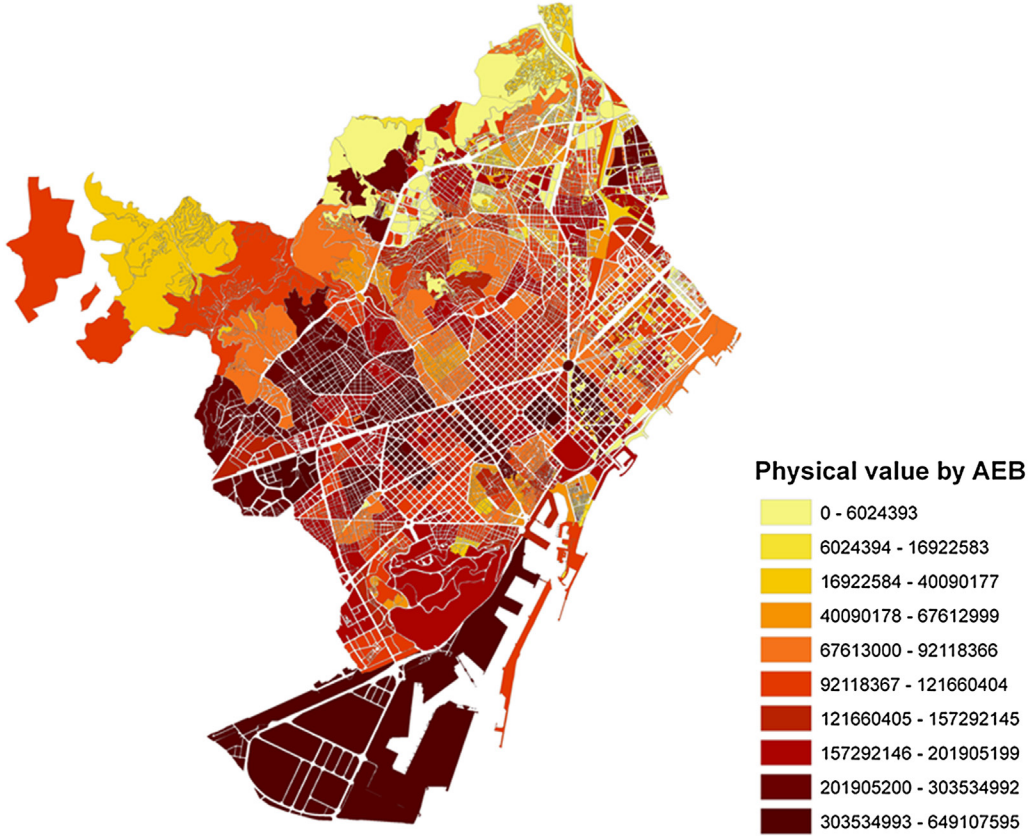 Physical value by AEB
0 - 6024393
6024394 - 16922583
16922584 - 40090177
40090178 - 67612999
67613000 - 92118366
92118367 - 121660404
121660405 - 157292145
157292146 - 201905199
201905200 - 303534992
303534993 - 649107595